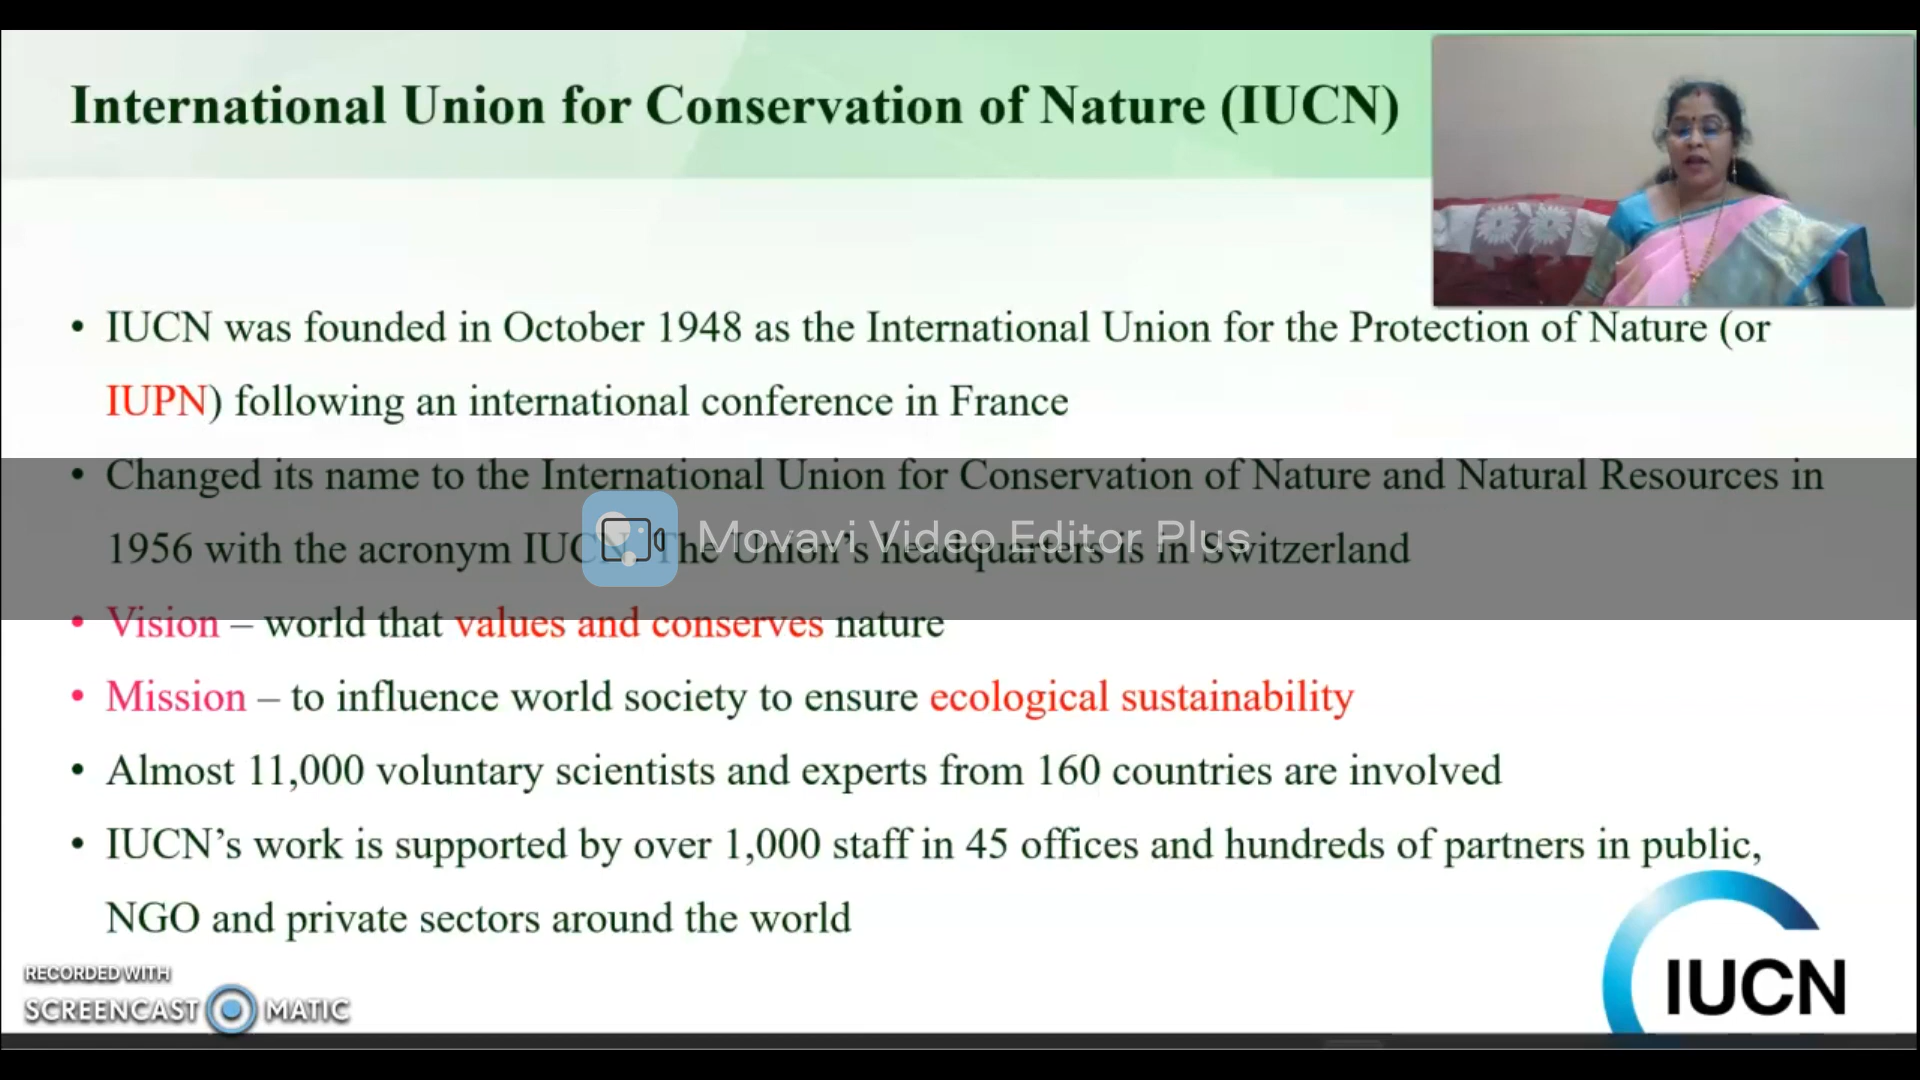 International Union for Conservation of Nature (IUCN)
• IUCN was founded in October 1948 as the International Union for the Protection of Nature (or
IUPN) following an international conference in France
• Changed its name to the International Union for Conservation of Nature and Natural Resources in
1956 with the acronym IUCN. The Union’s headquarters is in Switzerland
Movavi Video Editor Plus
• Vision – world that values and conserves nature
• Mission – to influence world society to ensure ecological sustainability
• Almost 11,000 voluntary scientists and experts from 160 countries are involved
• IUCN’s work is supported by over 1,000 staff in 45 offices and hundreds of partners in public,
NGO and private sectors around the world
RECORDED WITH
SCREENCAST MATIC
IUCN